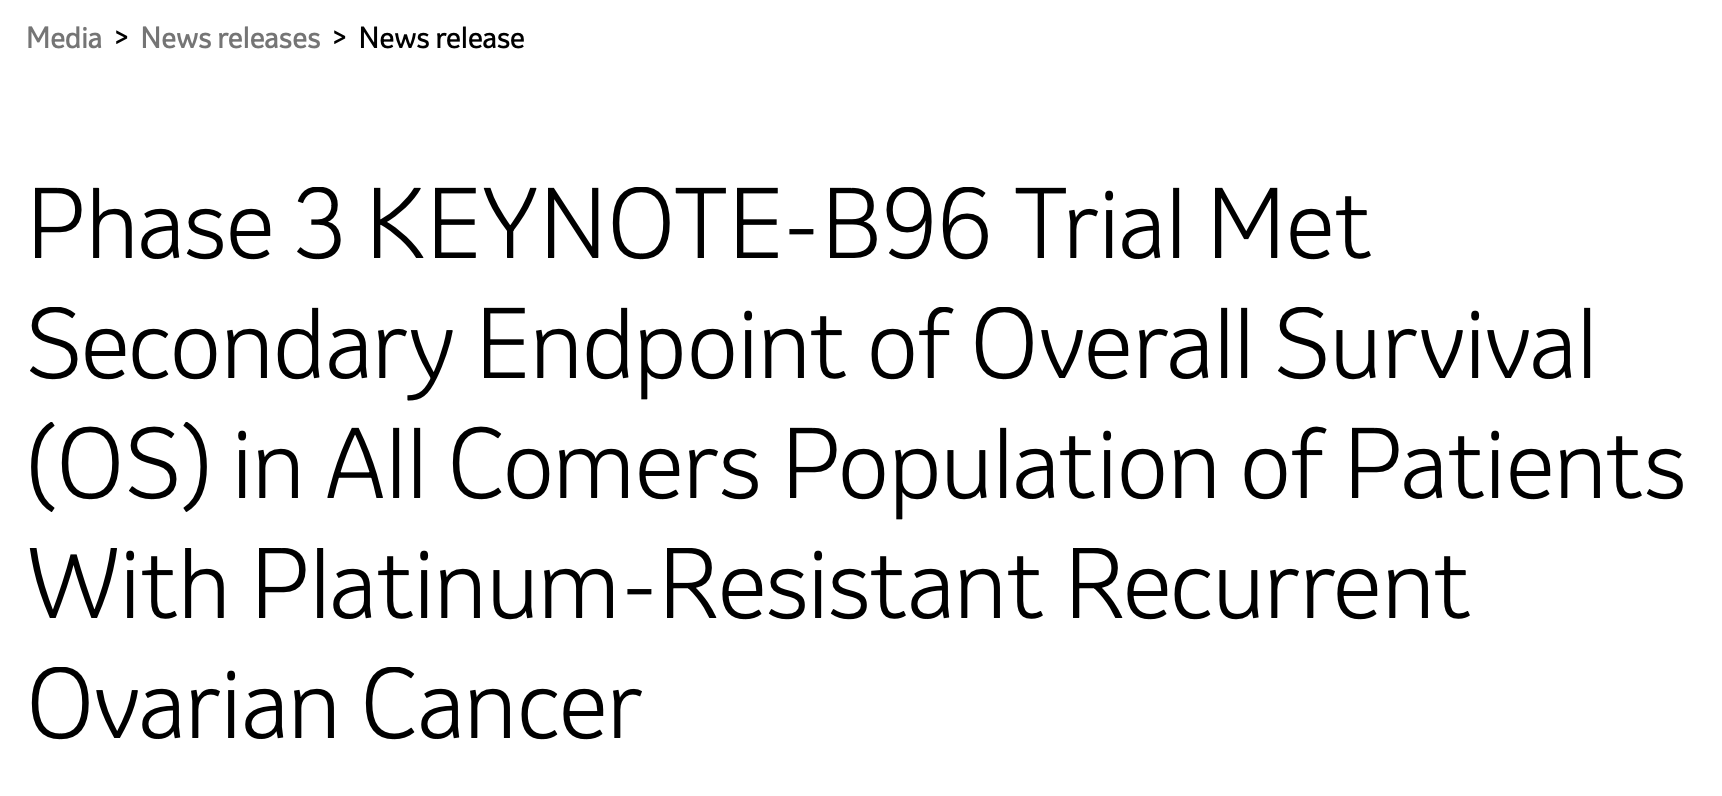 Media > News releases > News release
Phase 3 KEYNOTE-B96 Trial Met
Secondary Endpoint of Overall Survival
(OS) in All Comers Population of Patients
With Platinum-Resistant Recurrent
Ovarian Cancer